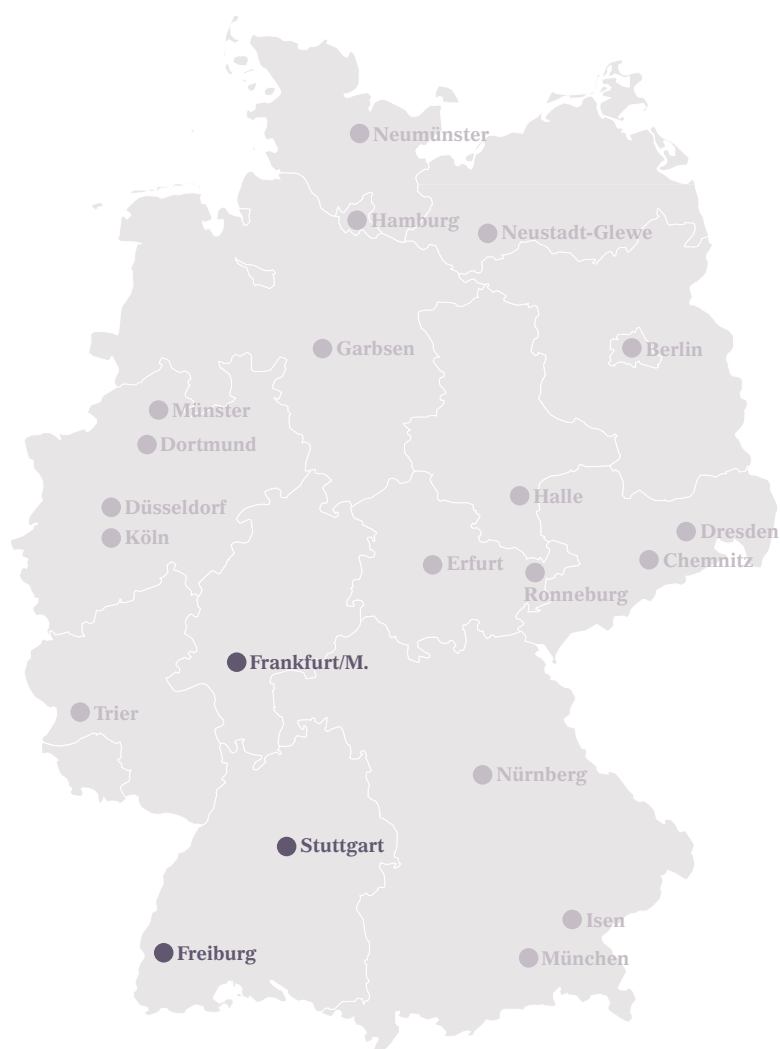 Neumünster
Hamburg
Neustadt-Glewe
Garbsen
Berlin
Münster
Dortmund
Halle
Düsseldorf
Dresden
Köln
Chemnitz
Erfurt
Ronneburg
Frankfurt/M.
Trier
Nürnberg
Stuttgart
Isen
Freiburg
München